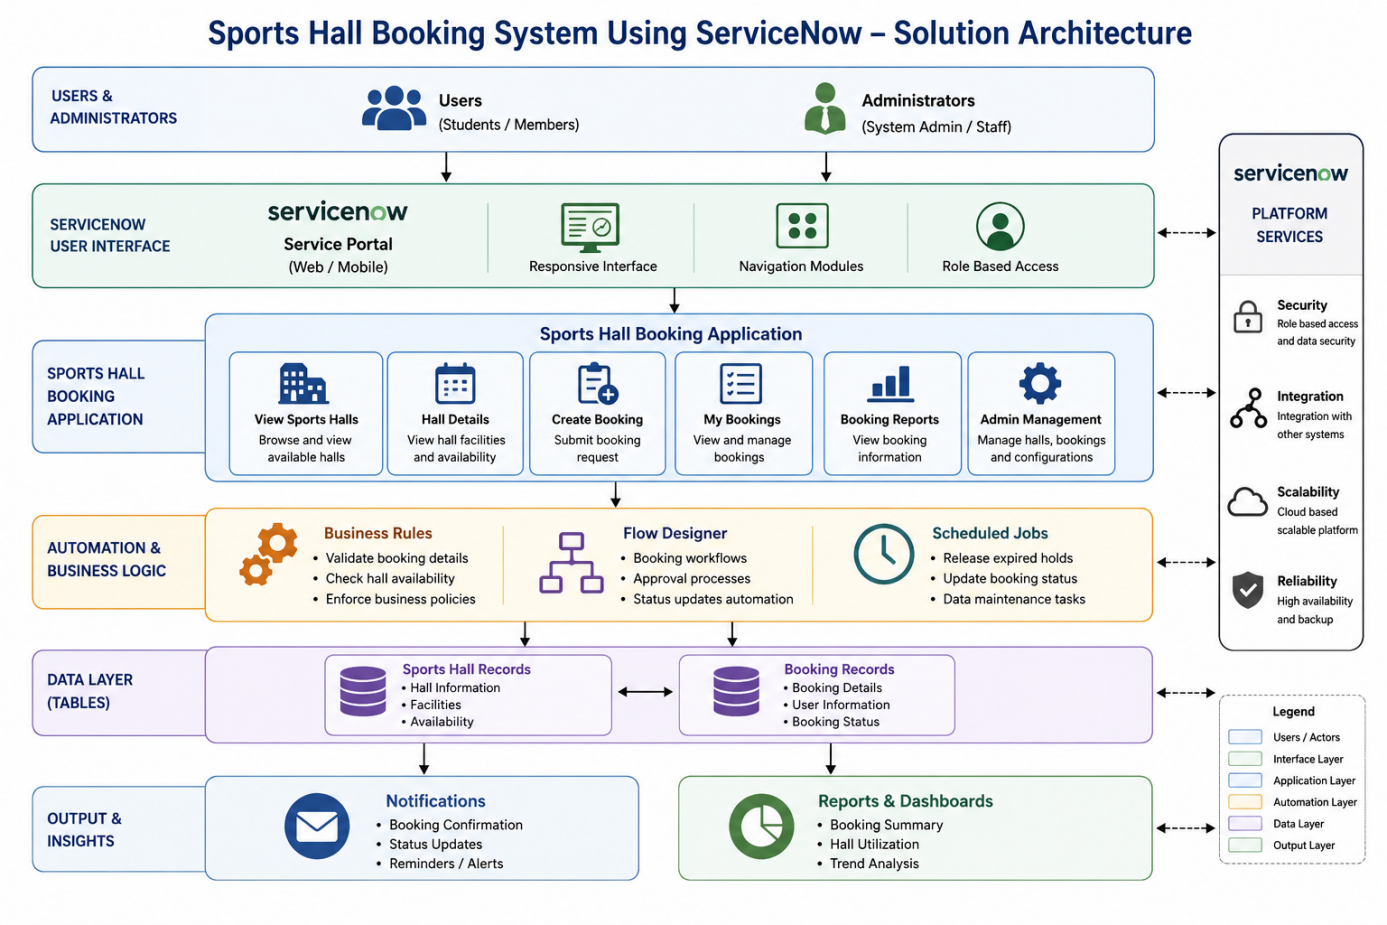 Sports Hall Booking System Using ServiceNow – Solution Architecture
USERS &
ADMINISTRATORS
Users
(Students / Members)
Administrators
(System Admin / Staff)
SERVICENOW
USER INTERFACE
servicenow
Service Portal
(Web / Mobile)
Responsive Interface
Navigation Modules
Role Based Access
SPORTS HALL
BOOKING
APPLICATION
Sports Hall Booking Application
View Sports Halls
Browse and view
available halls
Hall Details
View hall facilities
and availability
Create Booking
Submit booking
request
My Bookings
View and manage
bookings
Booking Reports
View booking
information
Admin Management
Manage halls, bookings
and configurations
AUTOMATION &
BUSINESS LOGIC
Business Rules
• Validate booking details
• Check hall availability
• Enforce business policies
Flow Designer
• Booking workflows
• Approval processes
• Status updates automation
Scheduled Jobs
• Release expired holds
• Update booking status
• Data maintenance tasks
DATA LAYER
(TABLES)
Sports Hall Records
• Hall Information
• Facilities
• Availability
Booking Records
• Booking Details
• User Information
• Booking Status
OUTPUT &
INSIGHTS
Notifications
• Booking Confirmation
• Status Updates
• Reminders / Alerts
Reports & Dashboards
• Booking Summary
• Hall Utilization
• Trend Analysis
servicenow
PLATFORM
SERVICES
Security
Role based access
and data security
Integration
Integration with
other systems
Scalability
Cloud based
scalable platform
Reliability
High availability
and backup
Legend
Users / Actors
Interface Layer
Application Layer
Automation Layer
Data Layer
Output Layer